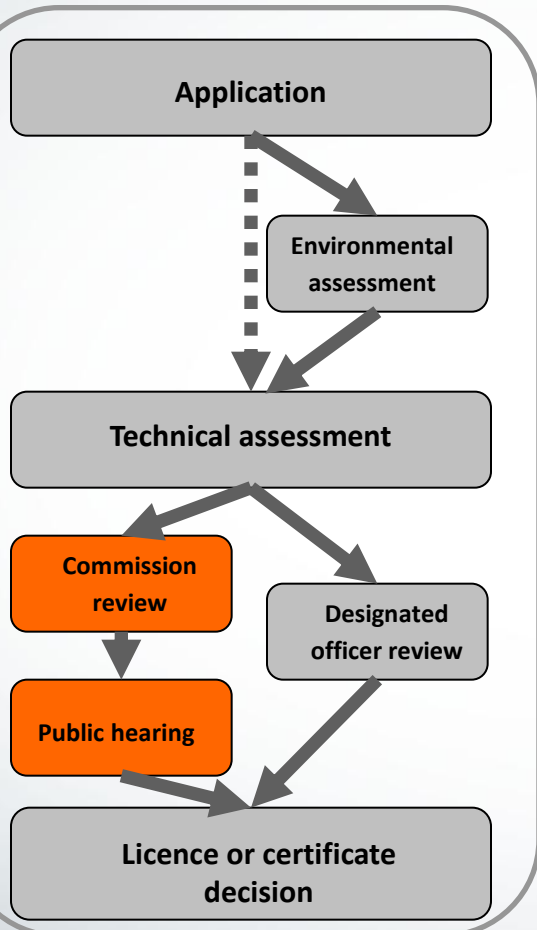 Application
Environmental
assessment
Technical assessment
Commission
review
Designated
officer review
Public hearing
Licence or certificate
decision